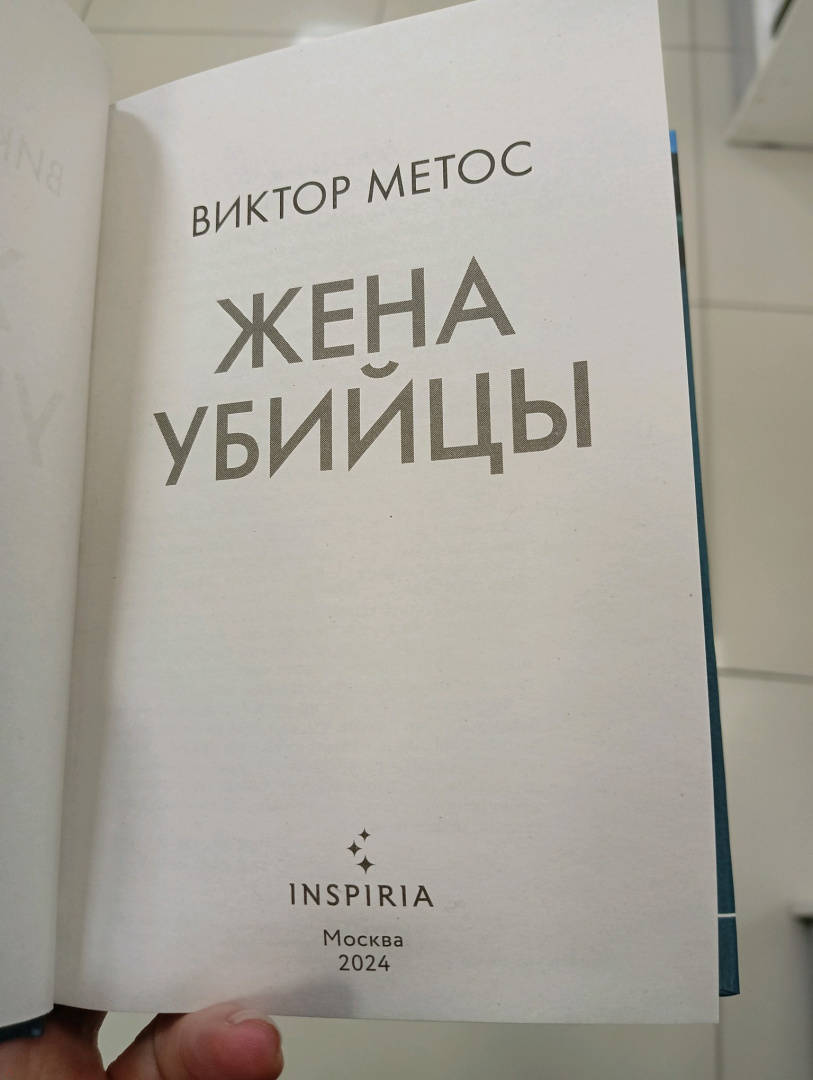 ВИКТОР МЕТОС
ЖЕНА
УБИЙЦЫ
INSPIRIA
Москва
2024